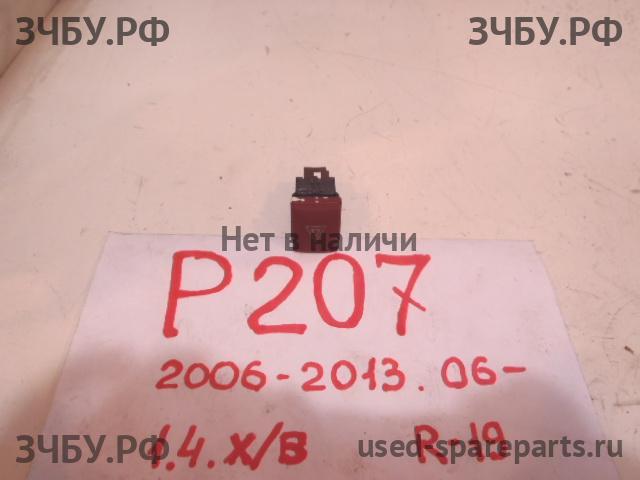 ЗЧБУ.РФ ЗЧБУ.РФ
Нет в наличи
P207
2006-2013. 06-
1.4. X/B R-19
ЗЧБУ.РФ used-spareparts.ru